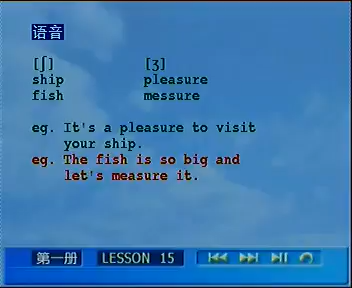 语音
[ʃ] [ʒ]
ship pleasure
fish messure
eg. It's a pleasure to visit
your ship.
eg. The fish is so big and
let's measure it.
第一册 LESSON 15